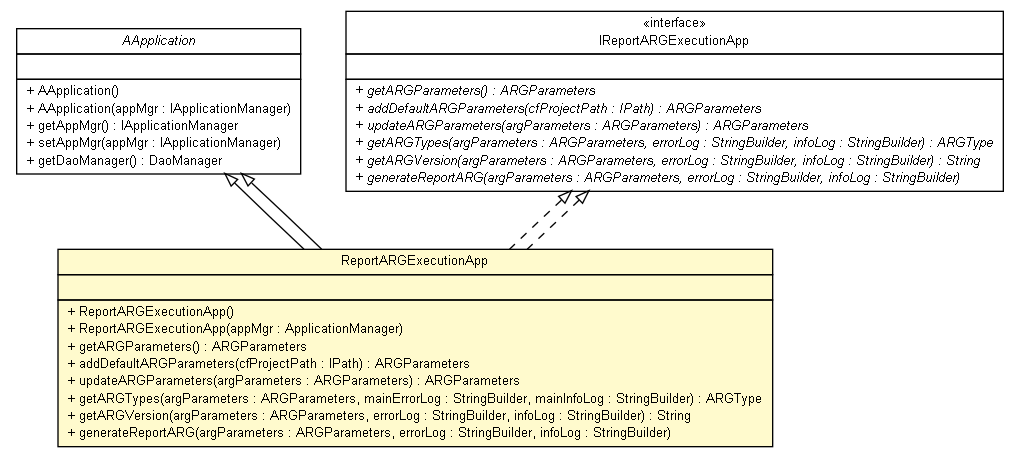 AApplication
+ AApplication()
+ AApplication(appMgr : IApplicationManager)
+ getAppMgr() : IApplicationManager
+ setAppMgr(appMgr : IApplicationManager)
+ getDaoManager() : DaoManager
«interface»
IReportARGExecutionApp
+ getARGParameters() : ARGParameters
+ addDefaultARGParameters(cfProjectPath : IPath) : ARGParameters
+ updateARGParameters(argParameters : ARGParameters) : ARGParameters
+ getARGTypes(argParameters : ARGParameters, errorLog : StringBuilder, infoLog : StringBuilder) : ARGType
+ getARGVersion(argParameters : ARGParameters, errorLog : StringBuilder, infoLog : StringBuilder) : String
+ generateReportARG(argParameters : ARGParameters, errorLog : StringBuilder, infoLog : StringBuilder)
ReportARGExecutionApp
+ ReportARGExecutionApp()
+ ReportARGExecutionApp(appMgr : ApplicationManager)
+ getARGParameters() : ARGParameters
+ addDefaultARGParameters(cfProjectPath : IPath) : ARGParameters
+ updateARGParameters(argParameters : ARGParameters) : ARGParameters
+ getARGTypes(argParameters : ARGParameters, mainErrorLog : StringBuilder, mainInfoLog : StringBuilder) : ARGType
+ getARGVersion(argParameters : ARGParameters, errorLog : StringBuilder, infoLog : StringBuilder) : String
+ generateReportARG(argParameters : ARGParameters, errorLog : StringBuilder, infoLog : StringBuilder)